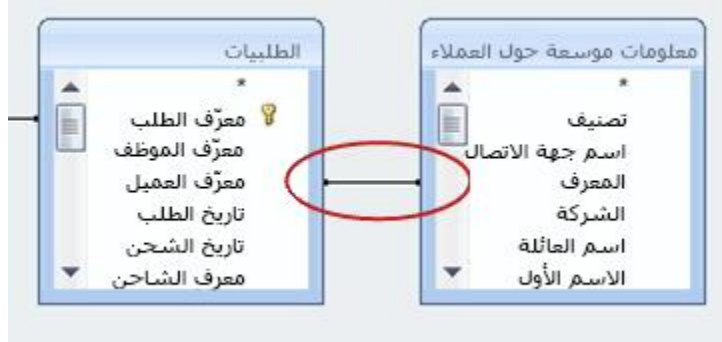 معلومات موسعة حول العملاء
*
تصنيف
اسم جهة الاتصال
المعرف
الشركة
اسم العائلة
الاسم الأول
الطلبيات
*
معرّف الطلب
معرّف الموظف
معرّف العميل
تاريخ الطلب
تاريخ الشحن
معرف الشاحن